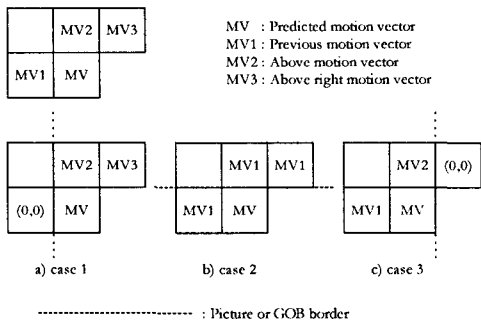 MV2 MV3
MV1 MV
MV : Predicted motion vector
MV1 : Previous motion vector
MV2 : Above motion vector
MV3 : Above right motion vector
MV2 MV3
(0,0) MV
a) case 1
MV1 MV1
MV1 MV
b) case 2
MV2 (0,0)
MV1 MV
c) case 3
: Picture or GOB border